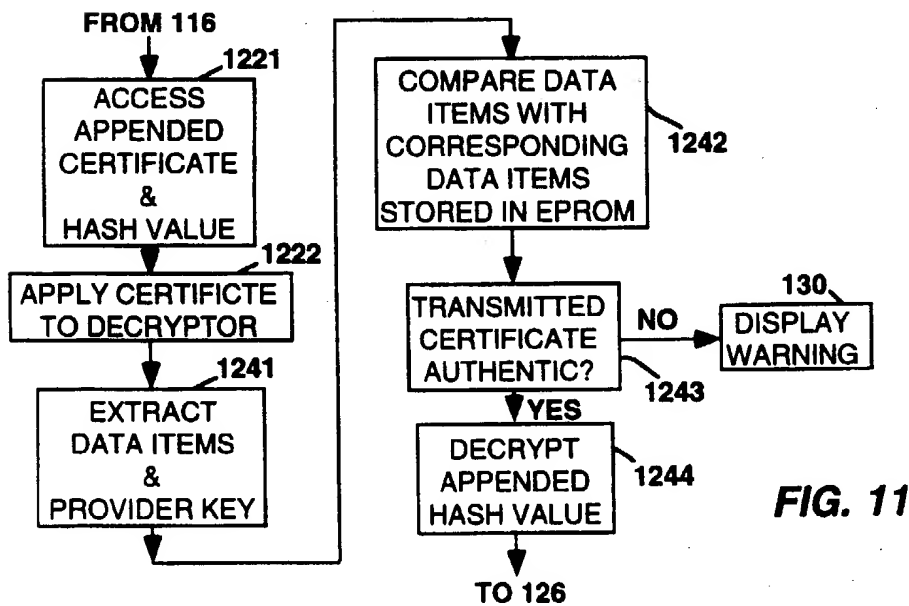 FROM 116
1221
ACCESS
APPENDED
CERTIFICATE
&
HASH VALUE
1222
APPLY CERTIFICTE
TO DECRYPTOR
1241
EXTRACT
DATA ITEMS
&
PROVIDER KEY
COMPARE DATA
ITEMS WITH
CORRESPONDING
DATA ITEMS
STORED IN EPROM
1242
TRANSMITTED
CERTIFICATE
AUTHENTIC?
1243
NO
130
DISPLAY
WARNING
YES
DECRYPT
APPENDED
HASH VALUE
1244
TO 126
FIG. 11